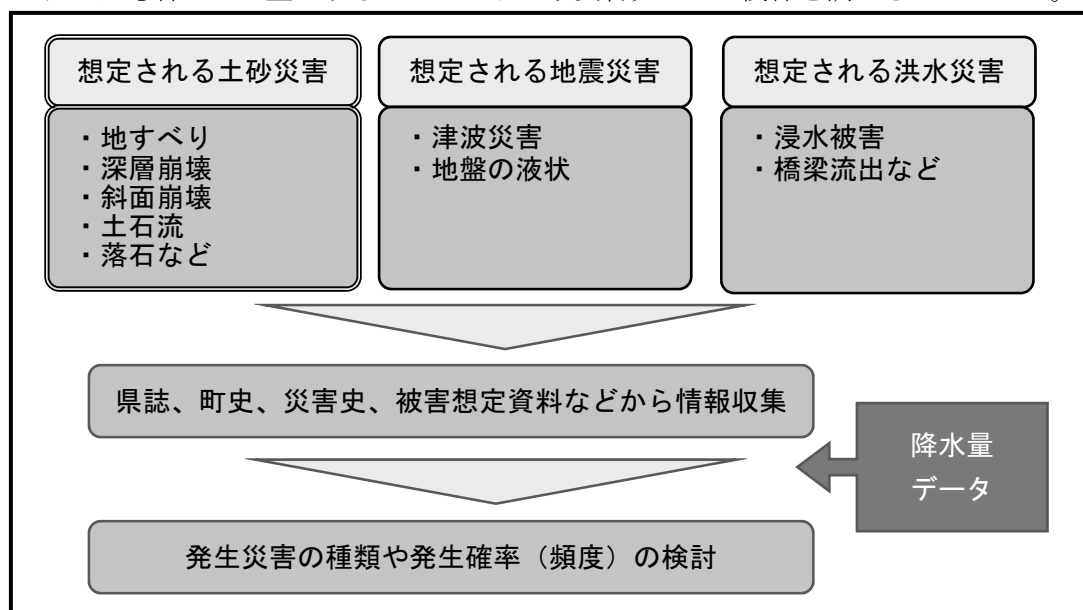 想定される土砂災害
・地すべり
・深層崩壊
・斜面崩壊
・土石流
・落石など
想定される地震災害
・津波災害
・地盤の液状
想定される洪水災害
・浸水被害
・橋梁流出など
県誌、町史、災害史、被害想定資料などから情報収集
降水量
データ
発生災害の種類や発生確率（頻度）の検討